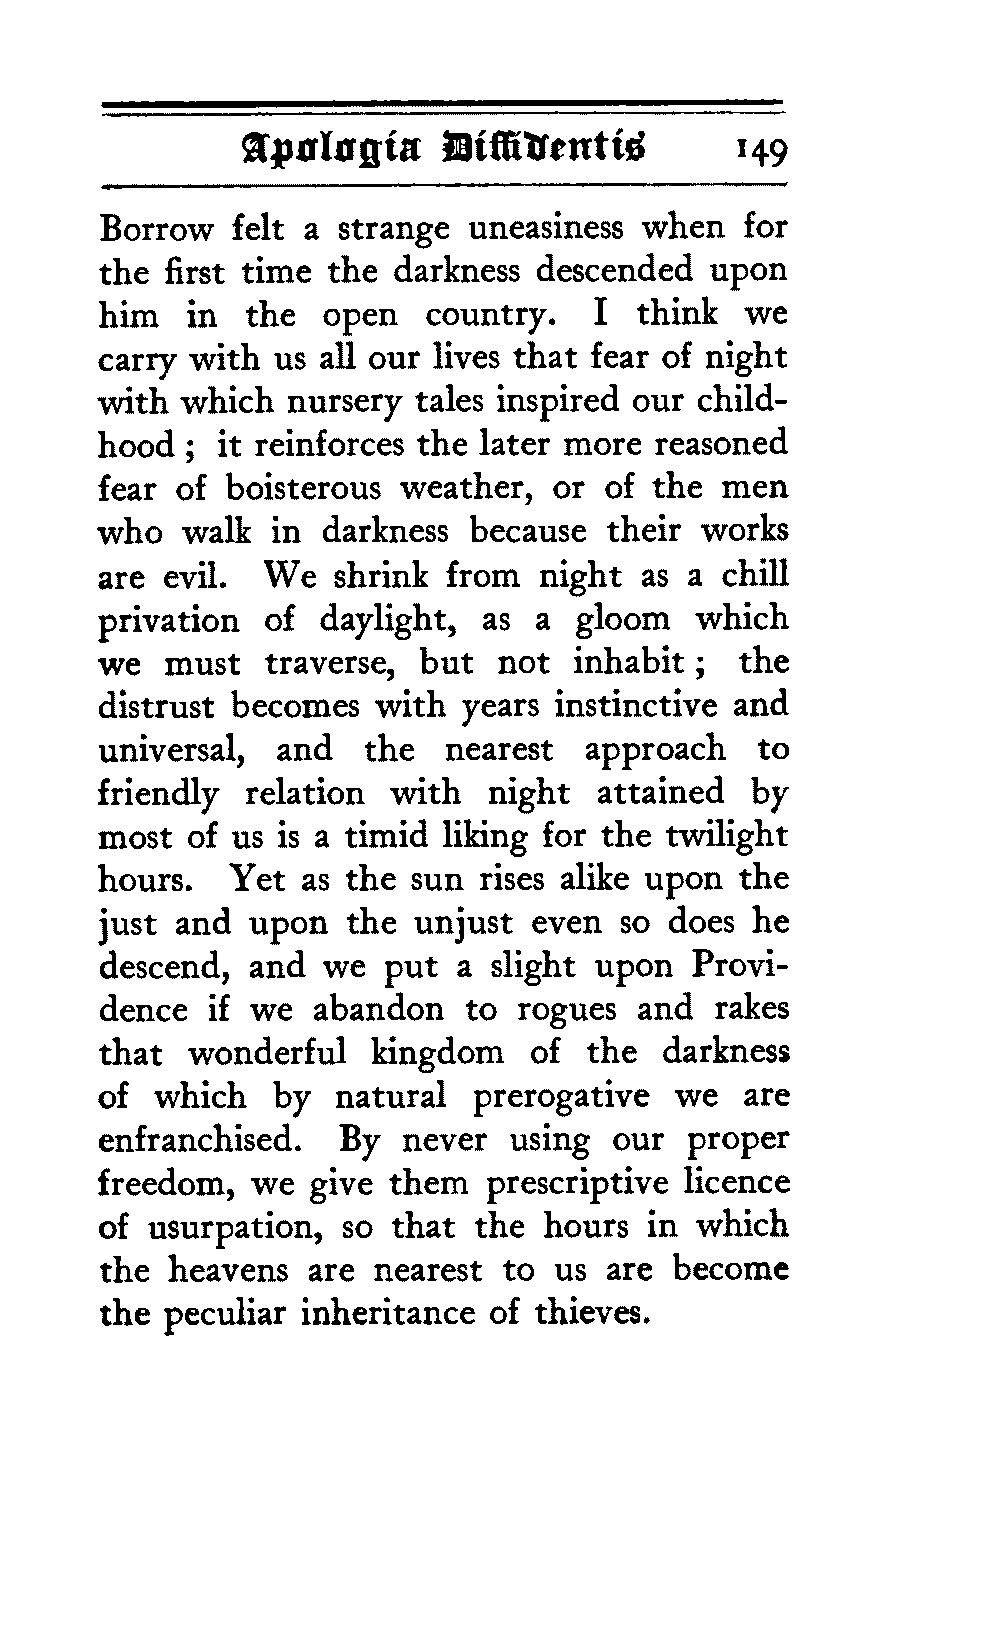 Apologia Diffidentis 149
Borrow felt a strange uneasiness when for
the first time the darkness descended upon
him in the open country. I think we
carry with us all our lives that fear of night
with which nursery tales inspired our child-
hood ; it reinforces the later more reasoned
fear of boisterous weather, or of the men
who walk in darkness because their works
are evil. We shrink from night as a chill
privation of daylight, as a gloom which
we must traverse, but not inhabit ; the
distrust becomes with years instinctive and
universal, and the nearest approach to
friendly relation with night attained by
most of us is a timid liking for the twilight
hours. Yet as the sun rises alike upon the
just and upon the unjust even so does he
descend, and we put a slight upon Provi-
dence if we abandon to rogues and rakes
that wonderful kingdom of the darkness
of which by natural prerogative we are
enfranchised. By never using our proper
freedom, we give them prescriptive licence
of usurpation, so that the hours in which
the heavens are nearest to us are become
the peculiar inheritance of thieves.